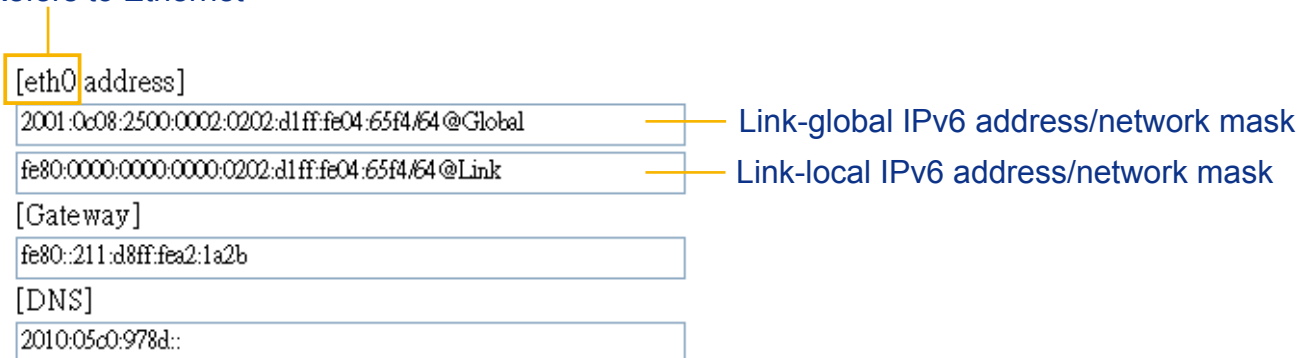 to Ethernet
[eth0 address]
2001:0c08:2500:0002:0202:d1ff:fe04:65f4/64@Global
Link-global IPv6 address/network mask
fe80:0000:0000:0000:0202:d1ff:fe04:65f4/64@Link
Link-local IPv6 address/network mask
[Gateway]
fe80::211:d8ff:fea2:1a2b
[DNS]
2010:05c0:978d::